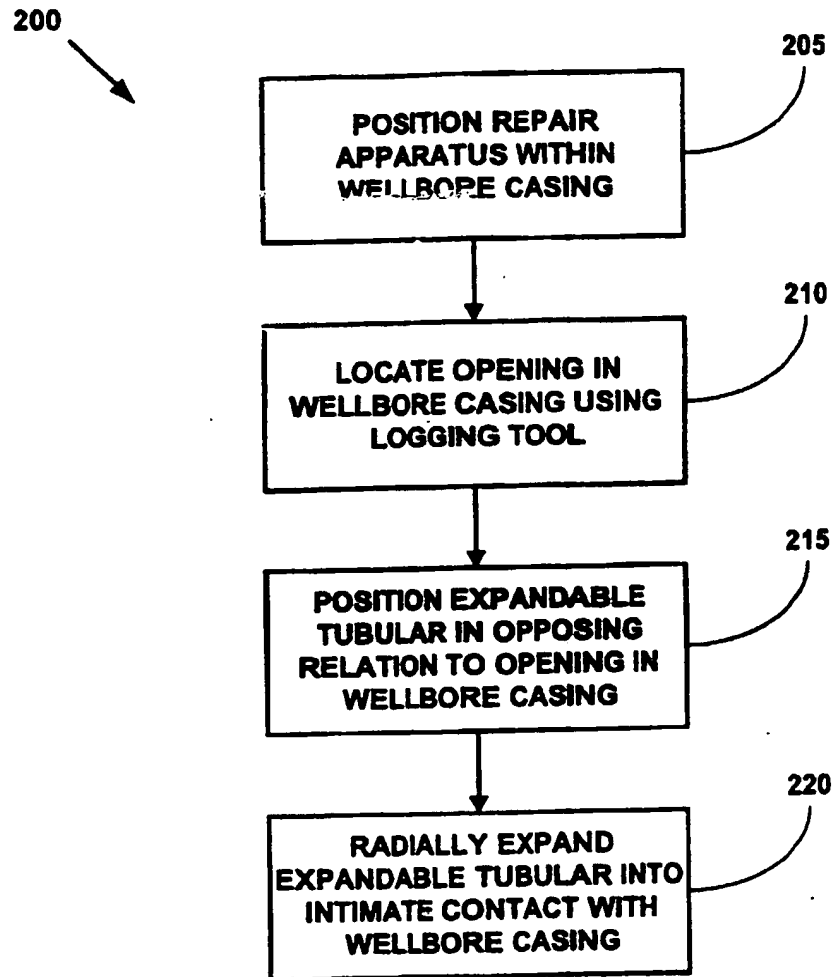 200
205
POSITION REPAIR
APPARATUS WITHIN
WELLBORE CASING
210
LOCATE OPENING IN
WELLBORE CASING USING
LOGGING TOOL
215
POSITION EXPANDABLE
TUBULAR IN OPPOSING
RELATION TO OPENING IN
WELLBORE CASING
220
RADIALLY EXPAND
EXPANDABLE TUBULAR INTO
INTIMATE CONTACT WITH
WELLBORE CASING